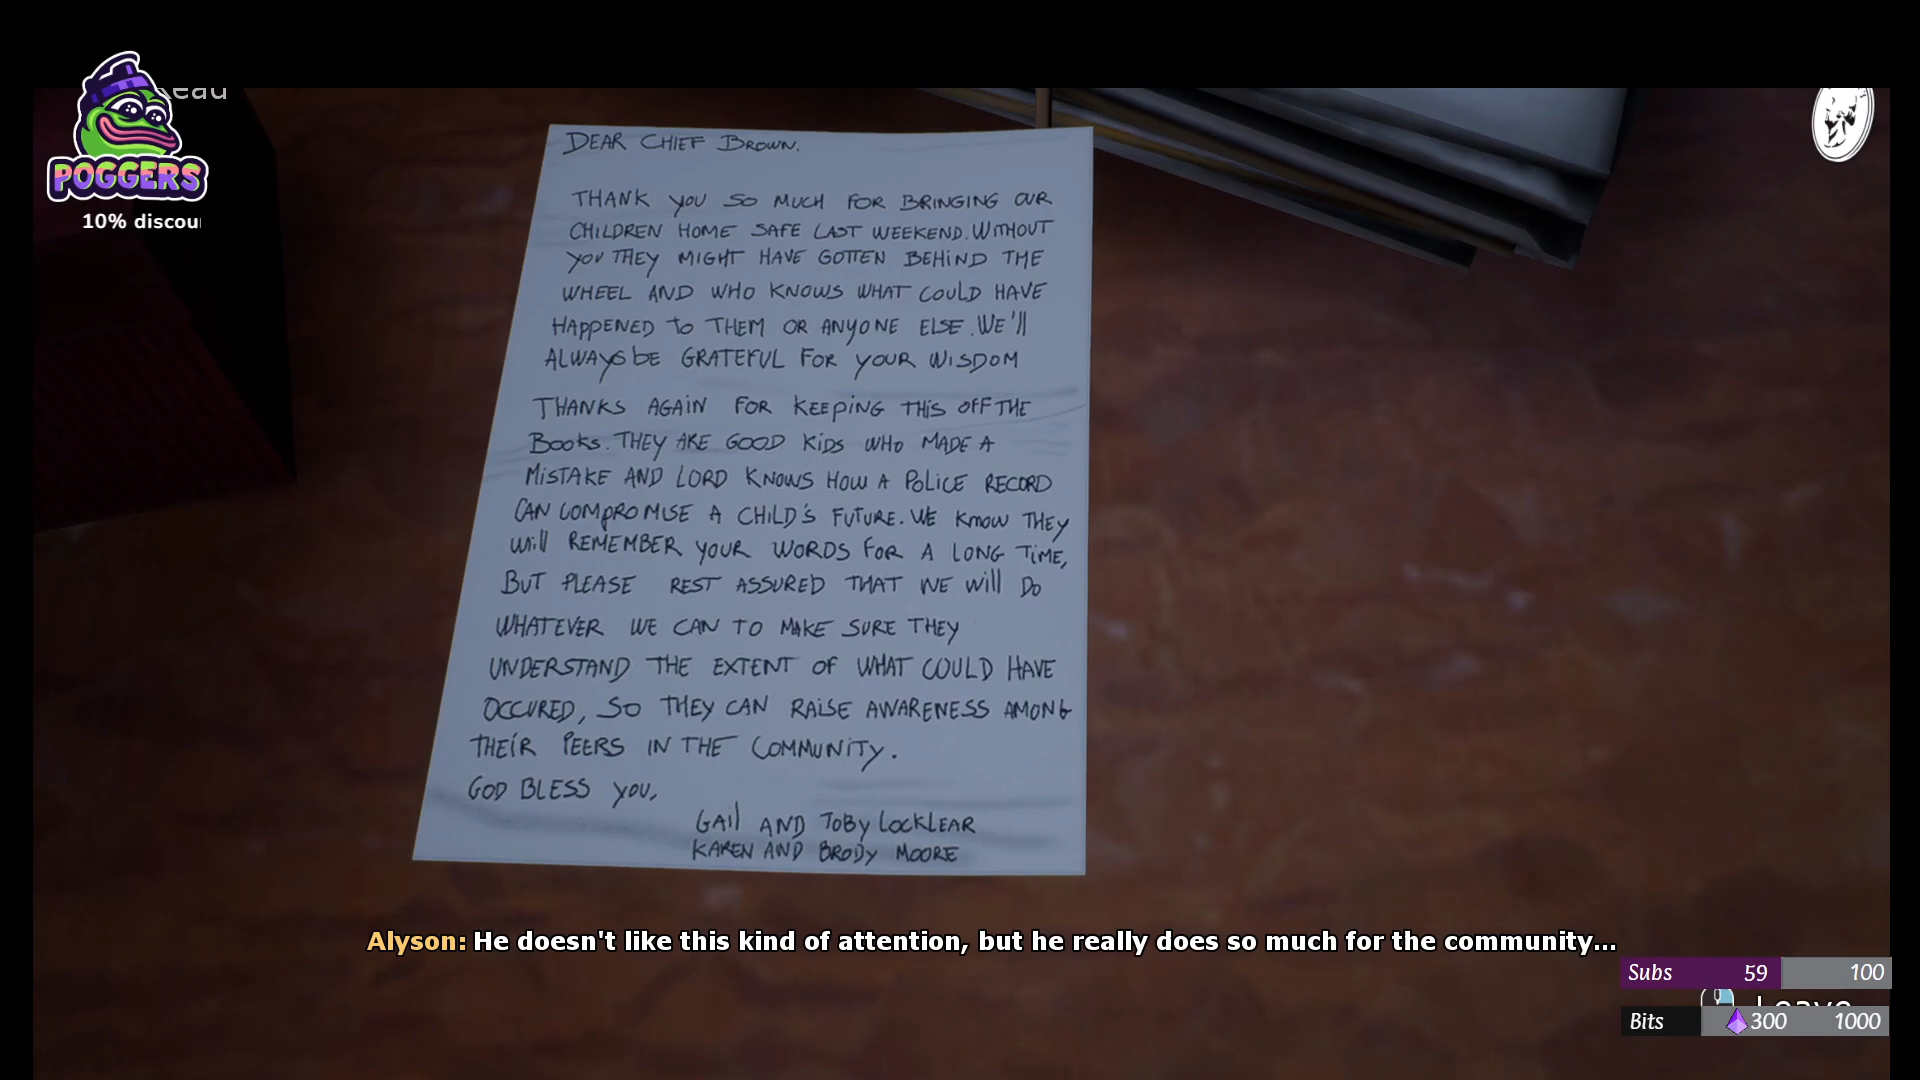 ead
POGGERS
10% discou
DEAR CHIEF BROWN.
THANK YOU SO MUCH FOR BRINGING OUR
CHILDREN HOME SAFE LAST WEEKEND. WITHOUT
YOU THEY MIGHT HAVE GOTTEN BEHIND THE
WHEEL AND WHO KNOWS WHAT COULD HAVE
HAPPENED TO THEM OR ANYONE ELSE. WE'll
ALWAYS bE GRATEFUL FOR YOUR WISDOM
THANKS AGAIN FOR KEEPING THIS OFF THE
BOOKS. THEY ARE GOOD KIDS WHO MADE A
MISTAKE AND LORD KNOWS HOW A POLICE RECORD
CAN COMPROMISE A CHILD'S FUTURE. WE KNOW THEY
Will REMEMBER YOUR WORDS FOR A LONG TIME,
BUT PLEASE REST ASSURED THAT WE Will DO
WHATEVER WE CAN TO MAKE SURE THEY
UNDERSTAND THE EXTENT OF WHAT COULD HAVE
OCCURED, SO THEY CAN RAISE AWARENESS AMONG
THEIR PEERS IN THE COMMUNITY.
GOD BLESS YOU,
GAil AND TOBY LOCKLEAR
KAREN AND BRODY MOORE
Alyson: He doesn't like this kind of attention, but he really does so much for the community...
Subs 59 100
Leave
Bits 300 1000